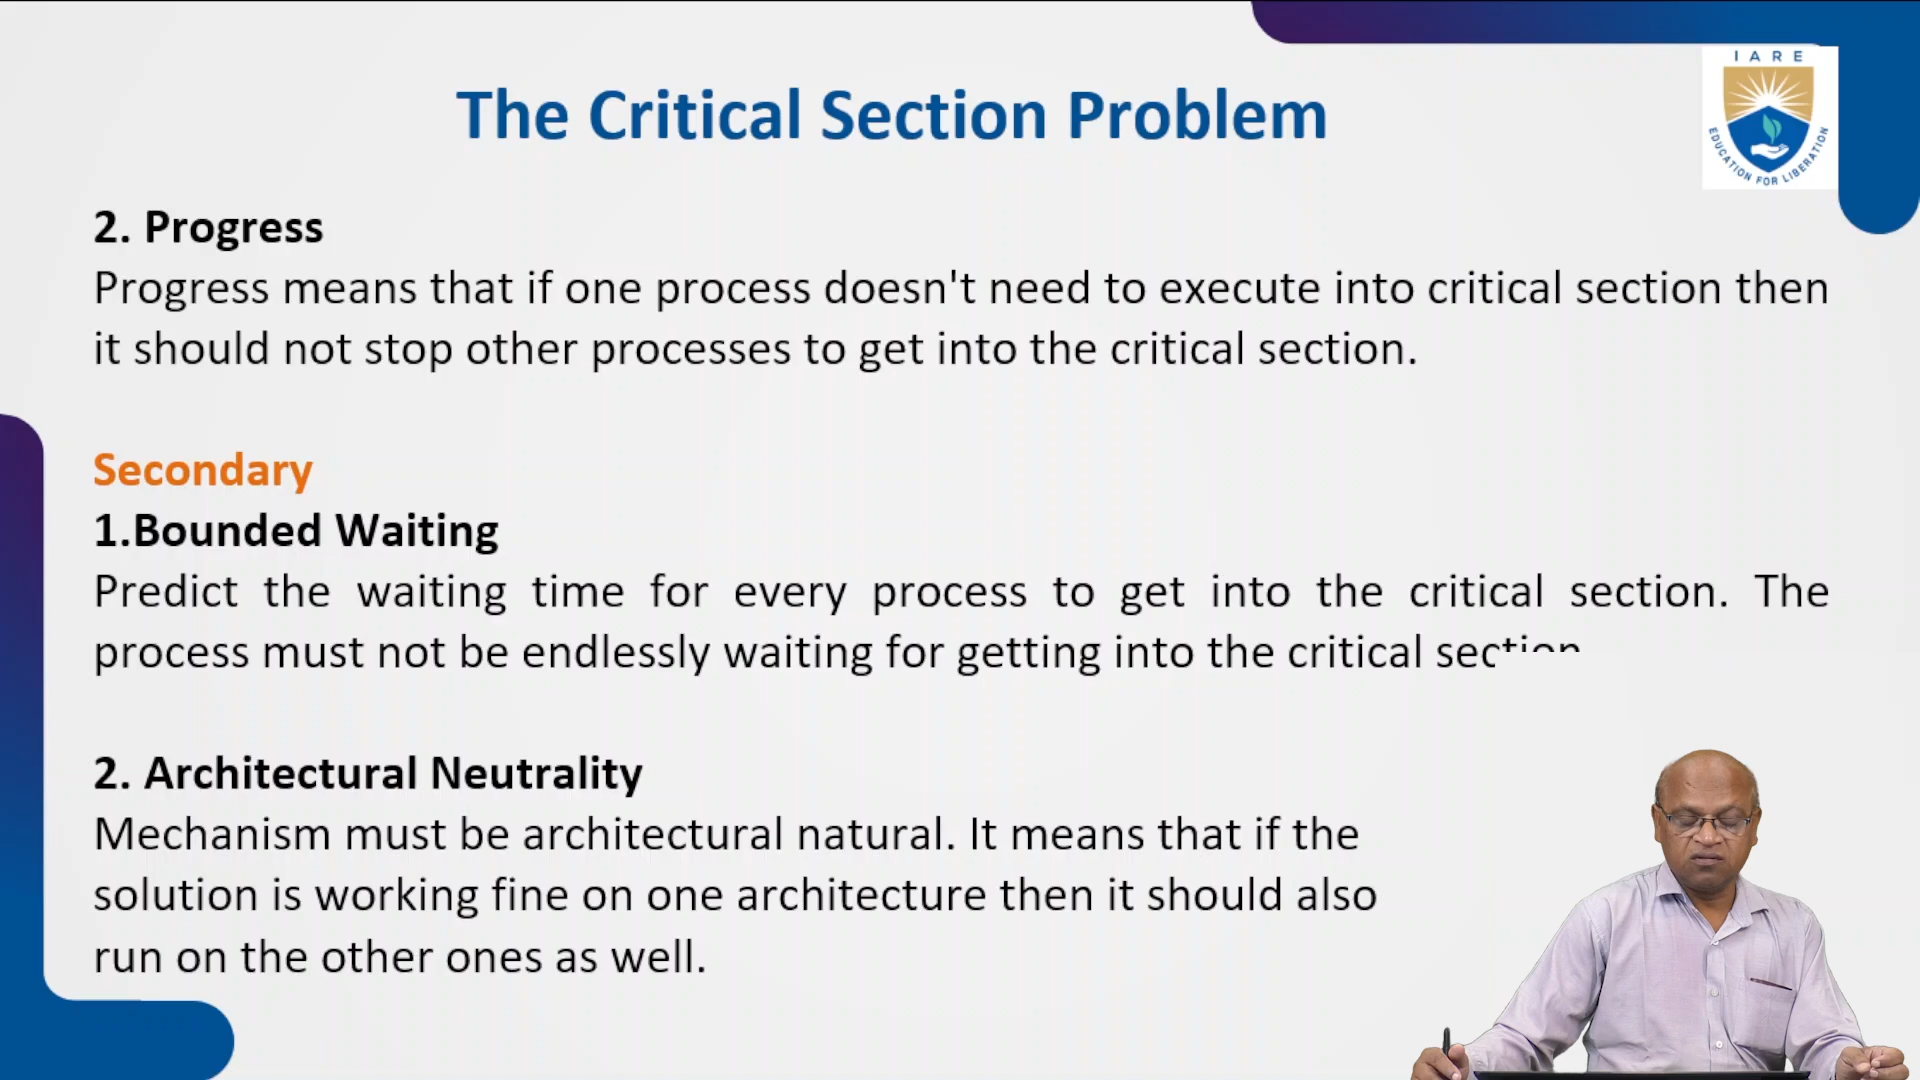 IARE
EDUCATION FOR LIBERATION
The Critical Section Problem
2. Progress
Progress means that if one process doesn't need to execute into critical section then
it should not stop other processes to get into the critical section.
Secondary
1.Bounded Waiting
Predict the waiting time for every process to get into the critical section. The
process must not be endlessly waiting for getting into the critical section
2. Architectural Neutrality
Mechanism must be architectural natural. It means that if the
solution is working fine on one architecture then it should also
run on the other ones as well.